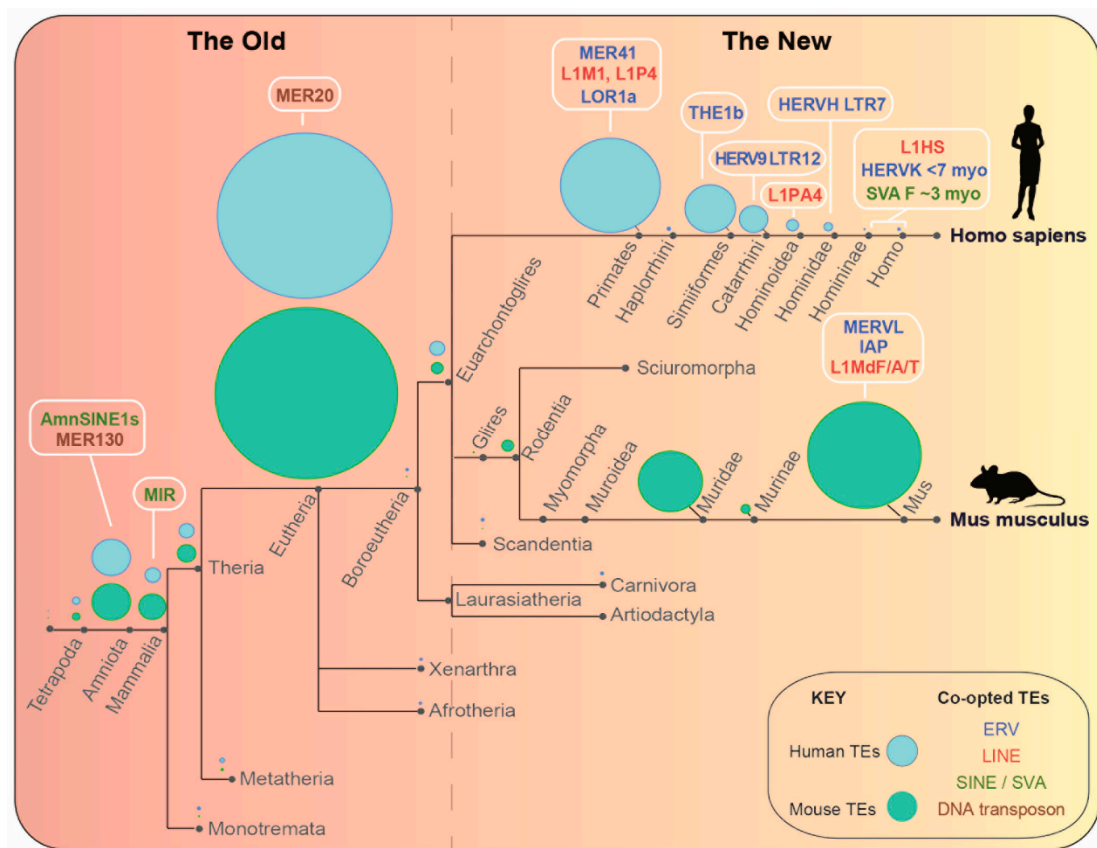 The Old
The New
MER20
MER41
L1M1, L1P4
LOR1a
THE1b
HERVH LTR7
HERV9 LTR12
L1PA4
L1HS
HERVK <7 myo
SVA F ~3 myo
Homo sapiens
Primates
Haplorrhini
Simiiformes
Catarrhini
Hominoidea
Hominidae
Homininae
Homo
MERVL
IAP
L1MdF/A/T
Euarchontoglires
Sciuromorpha
Glires
Rodentia
Myomorpha
Muroidea
Muridae
Murinae
Mus
Mus musculus
AmnSINE1s
MER130
MIR
Theria
Eutheria
Boroeutheria
Scandentia
Tetrapoda
Amniota
Mammalia
Laurasiatheria
Carnivora
Artiodactyla
Xenarthra
Afrotheria
Metatheria
Monotremata
KEY
Co-opted TEs
Human TEs
Mouse TEs
ERV
LINE
SINE / SVA
DNA transposon